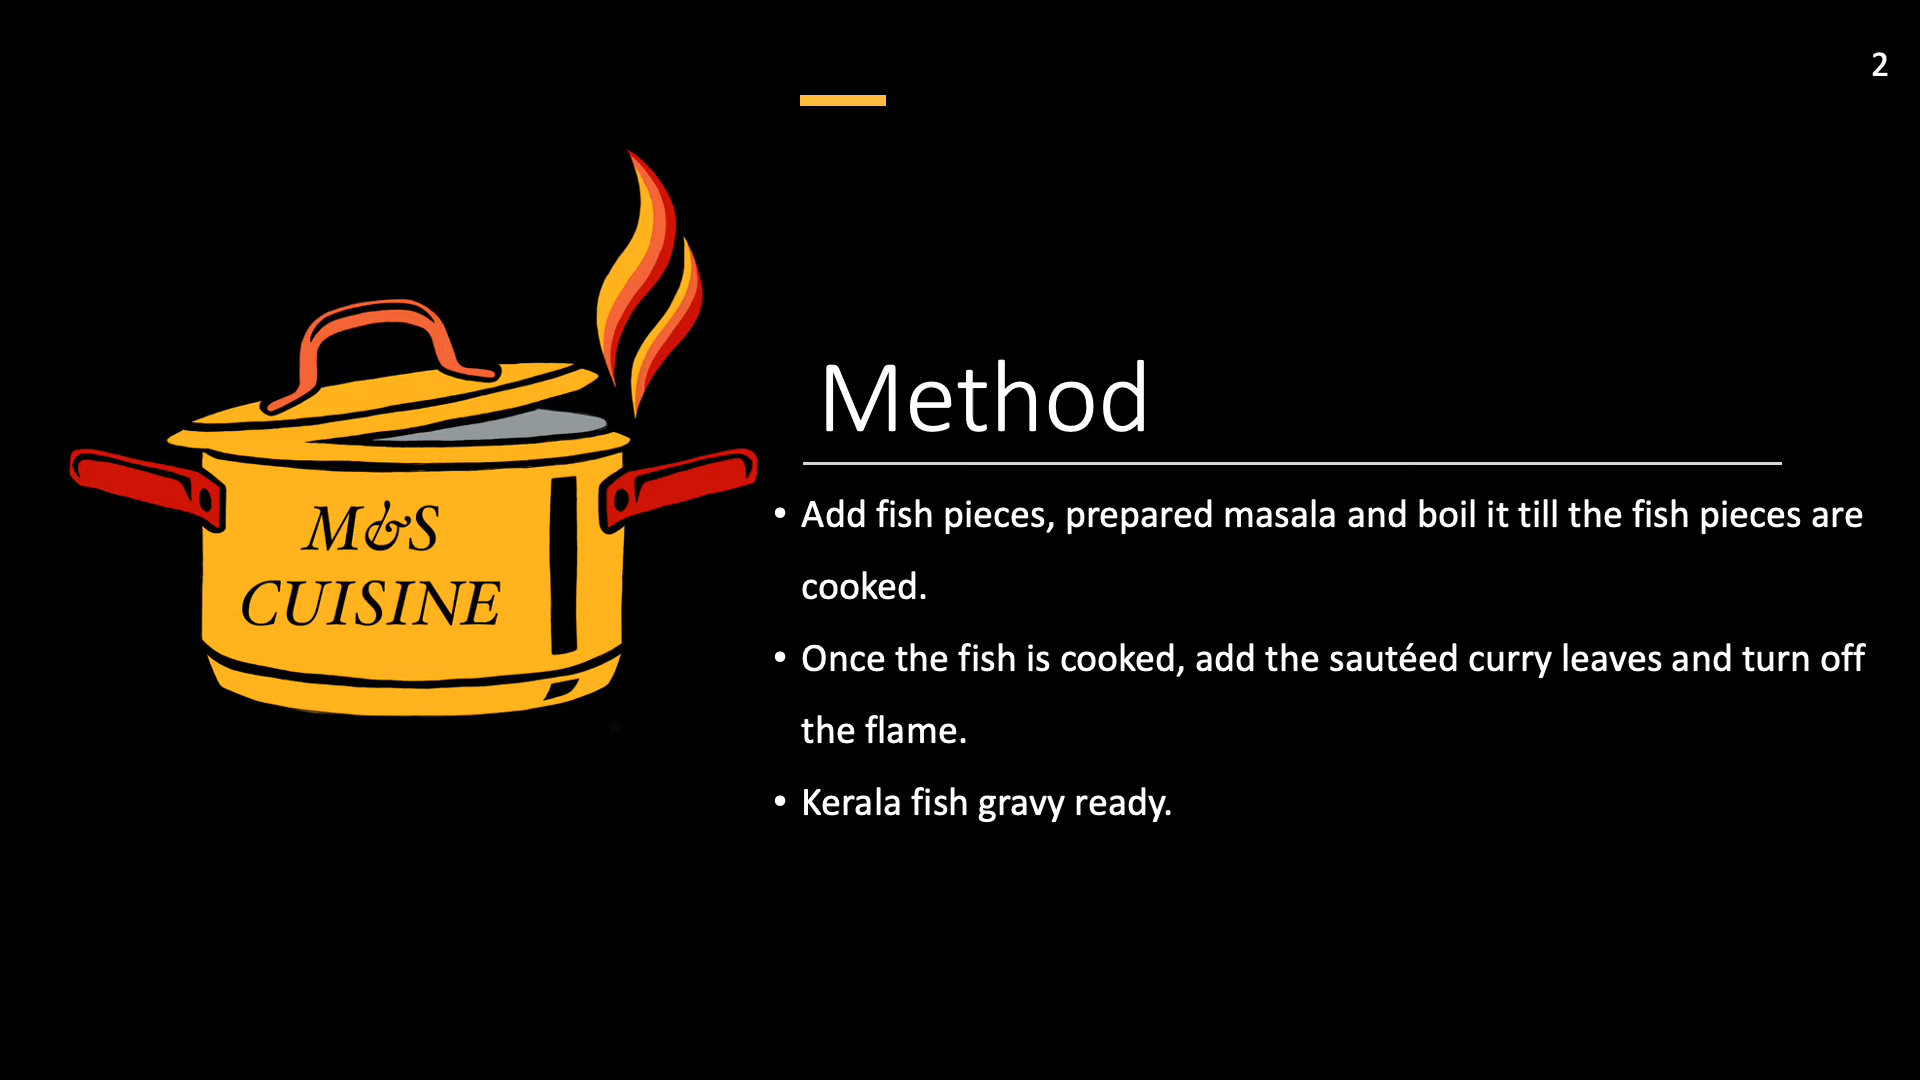 2
M&S
CUISINE
Method
• Add fish pieces, prepared masala and boil it till the fish pieces are
cooked.
• Once the fish is cooked, add the sautéed curry leaves and turn off
the flame.
• Kerala fish gravy ready.